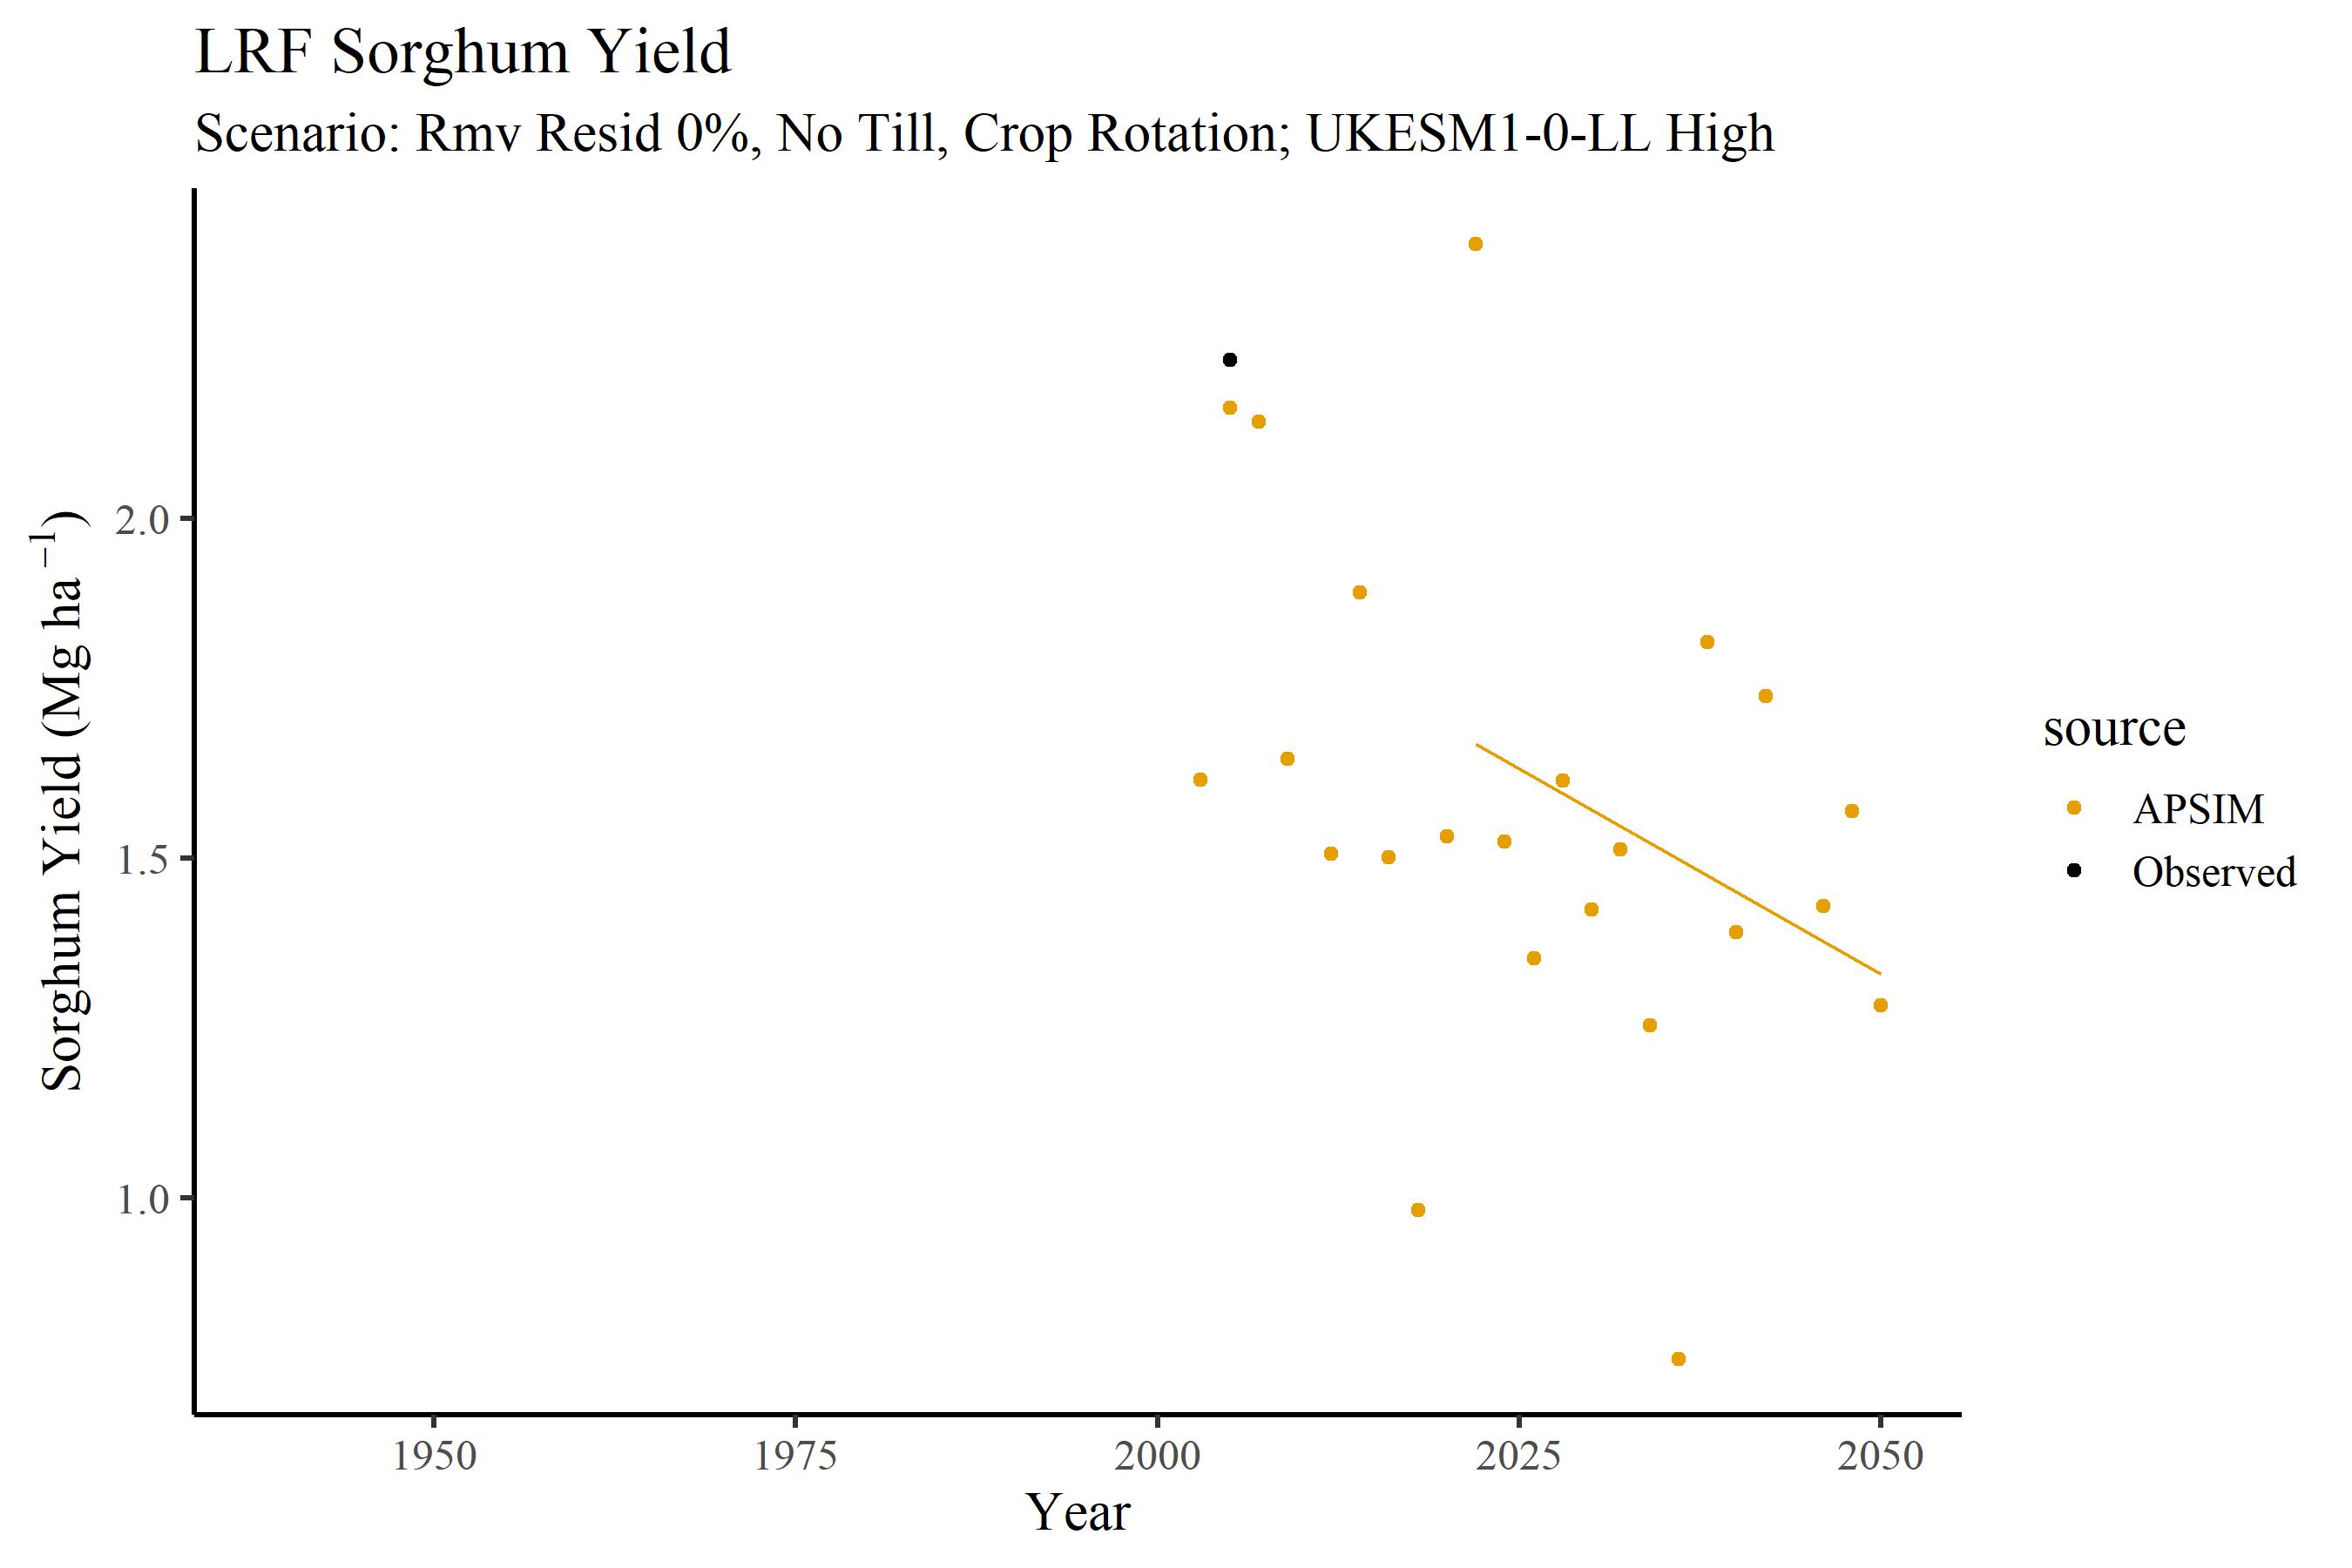 LRF Sorghum Yield
Scenario: Rmv Resid 0%, No Till, Crop Rotation; UKESM1-0-LL High
Sorghum Yield (Mg ha⁻¹)
2.0
1.5
1.0
1950 1975 2000 2025 2050
Year
source
APSIM
Observed